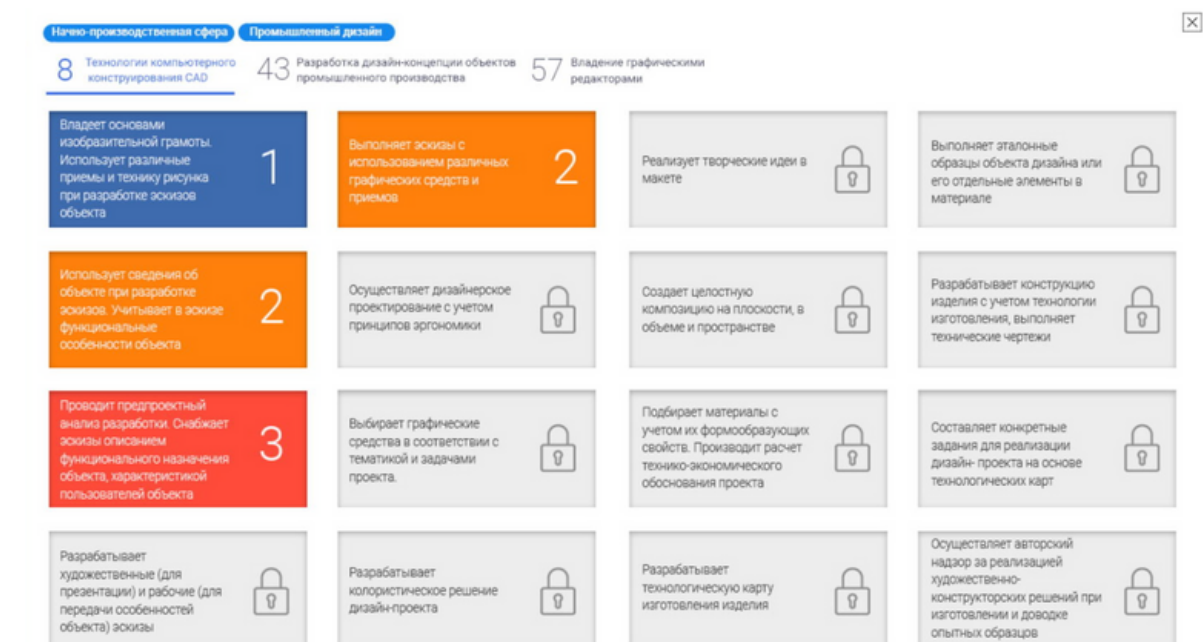 Начно-производственная сфера
Промышленный дизайн
8
Технологии компьютерного
конструирования CAD
43
Разработка дизайн-концепции объектов
промышленного производства
57
Владение графическими
редакторами
Владеет основами
изобразительной грамоты.
Использует различные
приемы и технику рисунка
при разработке эскизов
объекта
1
Выполняет эскизы с
использованием различных
графических средств и
приемов
2
Реализует творческие идеи в
макете
Выполняет эталонные
образцы объекта дизайна или
его отдельные элементы в
материале
Использует сведения об
объекте при разработке
эскизов. Учитывает в эскизе
функциональные
особенности объекта
2
Осуществляет дизайнерское
проектирование с учетом
принципов эргономики
Создает целостную
композицию на плоскости, в
объеме и пространстве
Разрабатывает конструкцию
изделия с учетом технологии
изготовления, выполняет
технические чертежи
Проводит предпроектный
анализ разработки. Снабжает
эскизы описанием
функционального назначения
объекта, характеристикой
пользователей объекта
3
Выбирает графические
средства в соответствии с
тематикой и задачами
проекта.
Подбирает материалы с
учетом их формообразующих
свойств. Производит расчет
технико-экономического
обоснования проекта
Составляет конкретные
задания для реализации
дизайн- проекта на основе
технологических карт
Разрабатывает
художественные (для
презентации) и рабочие (для
передачи особенностей
объекта) эскизы
Разрабатывает
колористическое решение
дизайн-проекта
Разрабатывает
технологическую карту
изготовления изделия
Осуществляет авторский
надзор за реализацией
художественно-
конструкторских решений при
изготовлении и доводке
опытных образцов